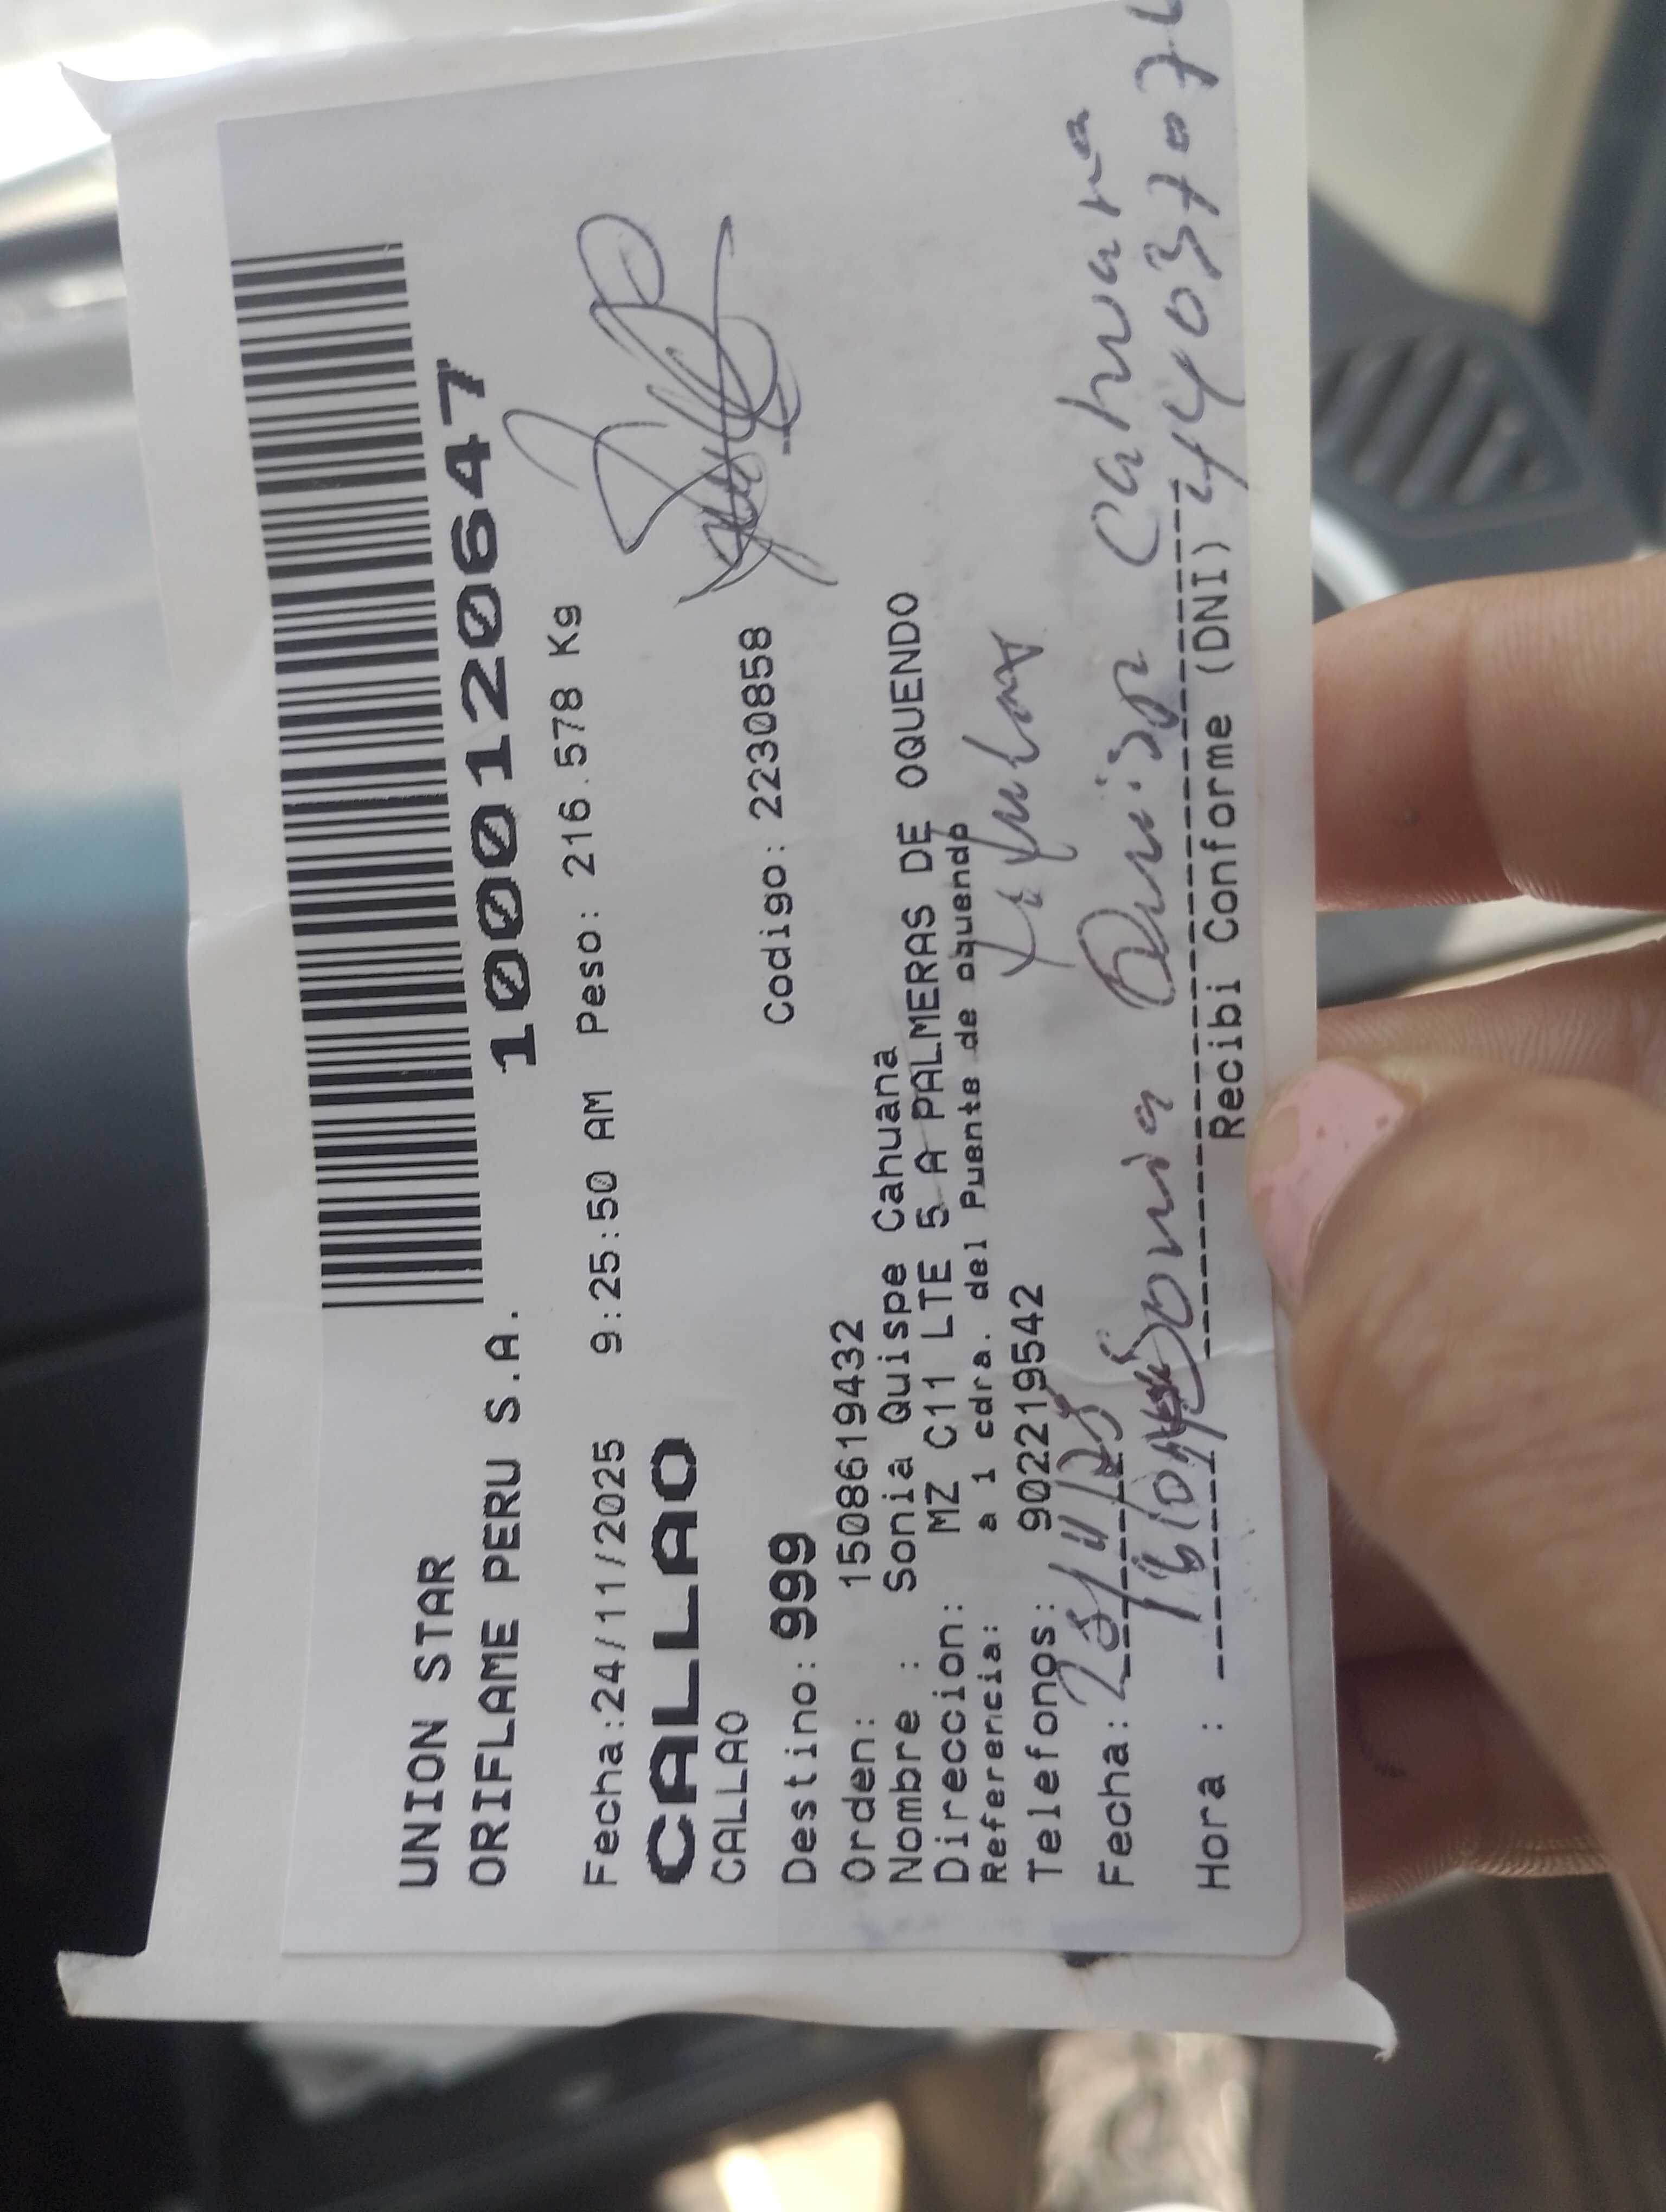 UNION STAR
ORIFLAME PERU S.A.
10001120647
Fecha:24/11/2025 9:25:50 AM Peso: 216.578 Kg
CALLAO
CALLAO
Destino: 999 Codigo: 2230858
Orden: 1508619432
Nombre : Sonia Quispe Cahuana
Direccion: MZ C11 LTE 5 A PALMERAS DE OQUENDO
Referencia: a 1 cdra. del Puente de oquendo
Telefonos: 902219542
Fecha: /11/25
Hora :
Sonia Quispe Cahuana
Recibi Conforme (DNI)